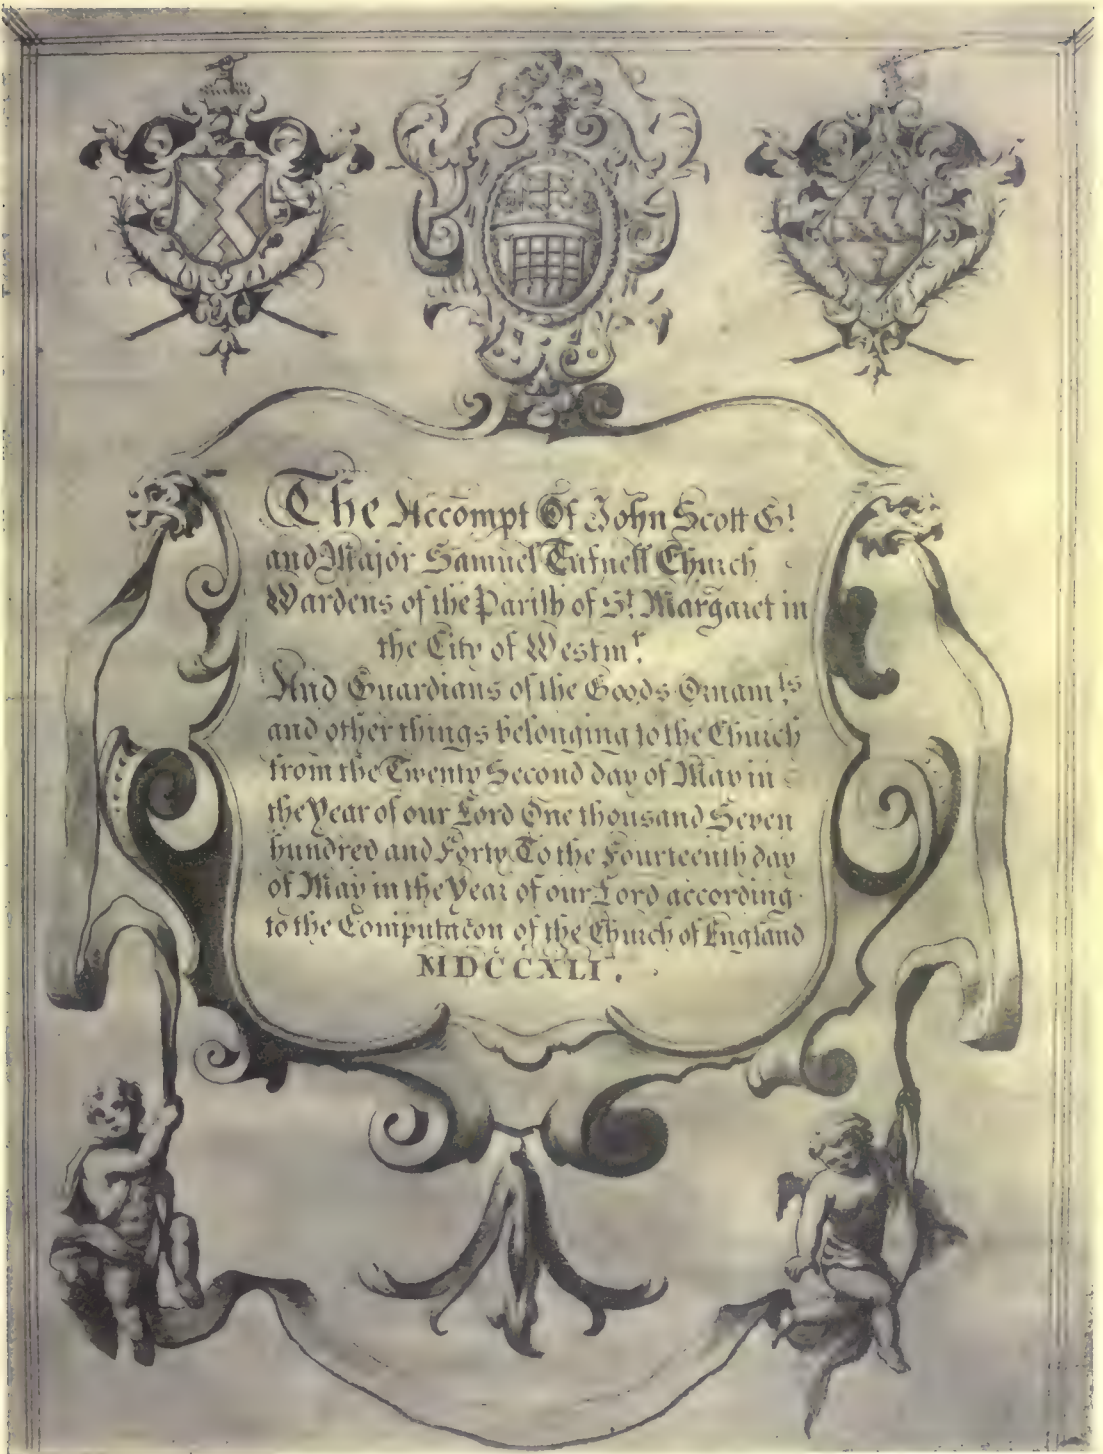 The Accompt Of John Scott G.t
and Major Samuel Tufnell Church
Wardens of the Parish of S.t Margaret in
the City of Westm.r
And Guardians of the Goods Ornam.ts
and other things belonging to the Church
from the Twenty Second day of May in
the Year of our Lord One thousand Seven
hundred and Forty To the Fourteenth day
of May in the Year of our Lord according
to the Computacon of the Church of England
MDCCXLI.